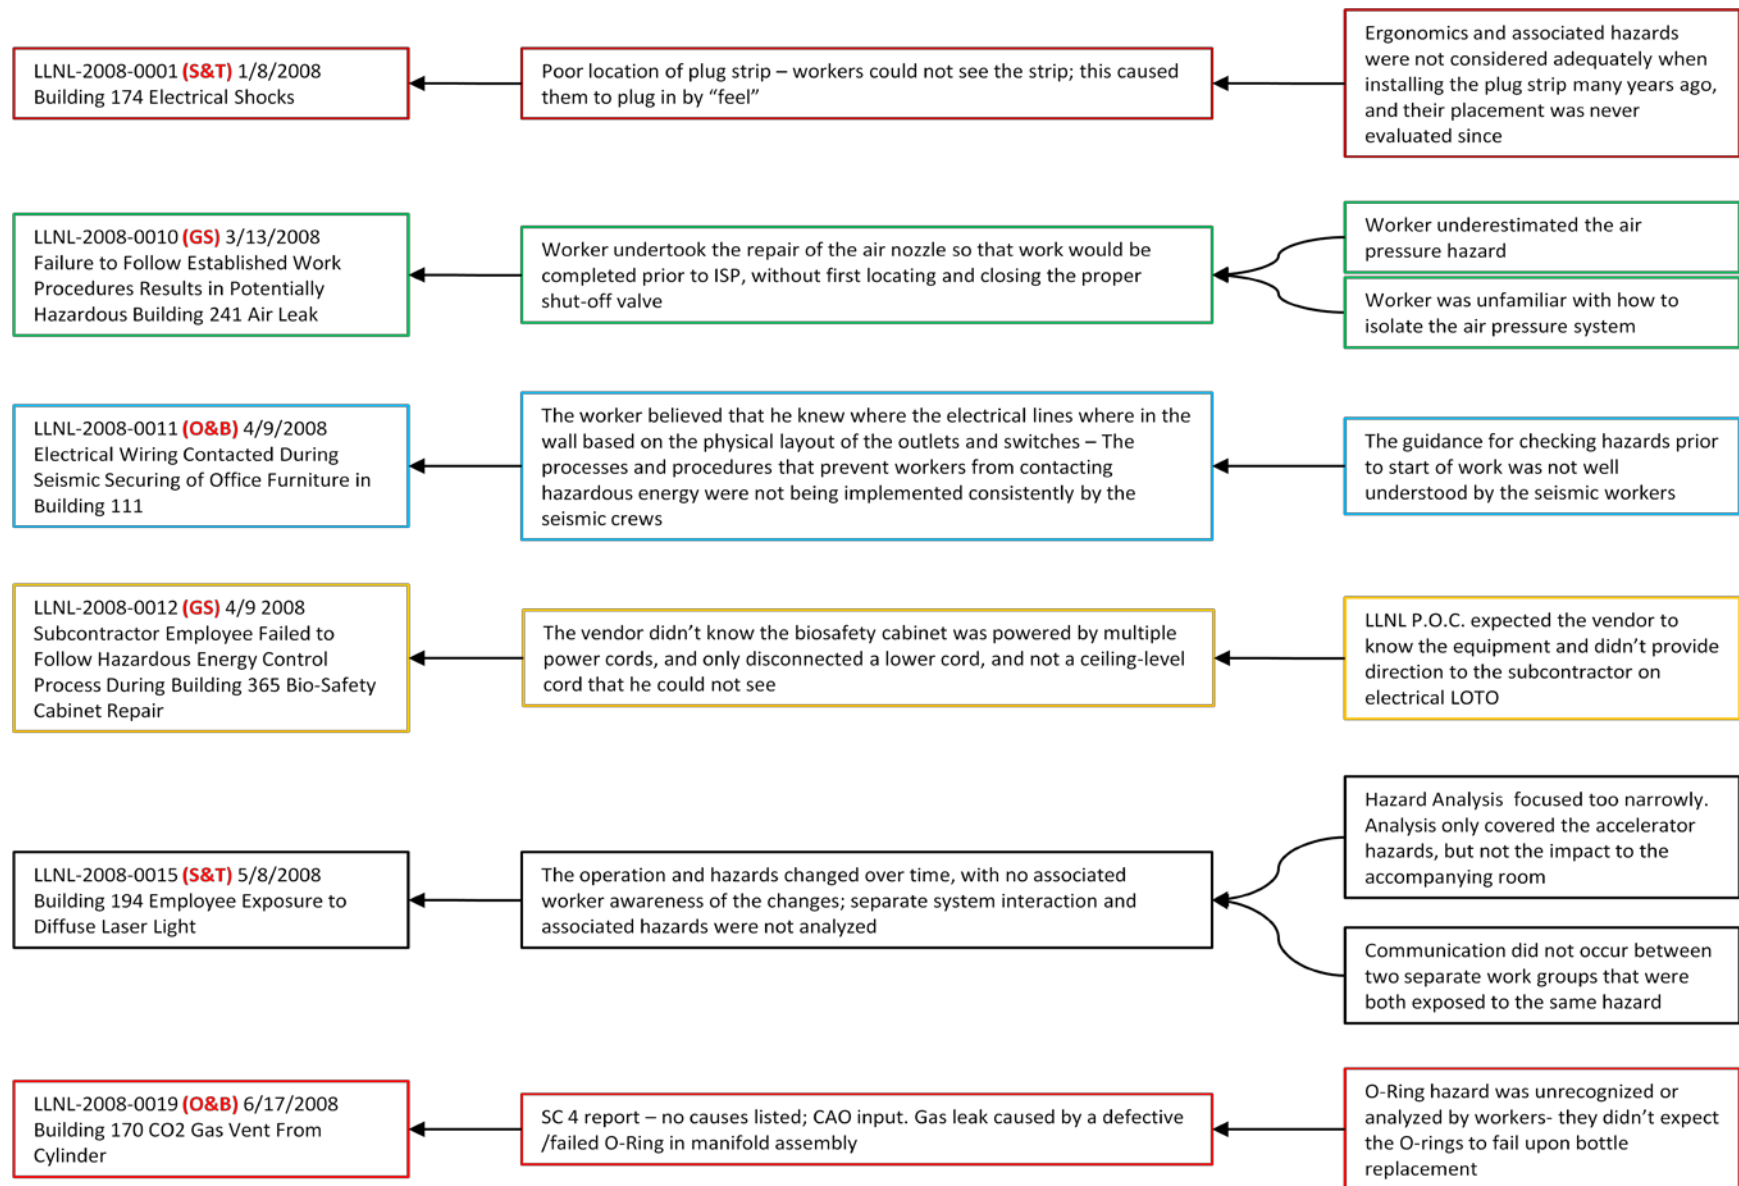 LLNL-2008-0001 (S&T) 1/8/2008
Building 174 Electrical Shocks
Poor location of plug strip – workers could not see the strip; this caused
them to plug in by “feel”
Ergonomics and associated hazards
were not considered adequately when
installing the plug strip many years ago,
and their placement was never
evaluated since
LLNL-2008-0010 (GS) 3/13/2008
Failure to Follow Established Work
Procedures Results in Potentially
Hazardous Building 241 Air Leak
Worker undertook the repair of the air nozzle so that work would be
completed prior to ISP, without first locating and closing the proper
shut-off valve
Worker underestimated the air
pressure hazard
Worker was unfamiliar with how to
isolate the air pressure system
LLNL-2008-0011 (O&B) 4/9/2008
Electrical Wiring Contacted During
Seismic Securing of Office Furniture in
Building 111
The worker believed that he knew where the electrical lines where in the
wall based on the physical layout of the outlets and switches – The
processes and procedures that prevent workers from contacting
hazardous energy were not being implemented consistently by the
seismic crews
The guidance for checking hazards prior
to start of work was not well
understood by the seismic workers
LLNL-2008-0012 (GS) 4/9 2008
Subcontractor Employee Failed to
Follow Hazardous Energy Control
Process During Building 365 Bio-Safety
Cabinet Repair
The vendor didn’t know the biosafety cabinet was powered by multiple
power cords, and only disconnected a lower cord, and not a ceiling-level
cord that he could not see
LLNL P.O.C. expected the vendor to
know the equipment and didn’t provide
direction to the subcontractor on
electrical LOTO
LLNL-2008-0015 (S&T) 5/8/2008
Building 194 Employee Exposure to
Diffuse Laser Light
The operation and hazards changed over time, with no associated
worker awareness of the changes; separate system interaction and
associated hazards were not analyzed
Hazard Analysis focused too narrowly.
Analysis only covered the accelerator
hazards, but not the impact to the
accompanying room
Communication did not occur between
two separate work groups that were
both exposed to the same hazard
LLNL-2008-0019 (O&B) 6/17/2008
Building 170 CO2 Gas Vent From
Cylinder
SC 4 report – no causes listed; CAO input. Gas leak caused by a defective
/failed O-Ring in manifold assembly
O-Ring hazard was unrecognized or
analyzed by workers- they didn’t expect
the O-rings to fail upon bottle
replacement